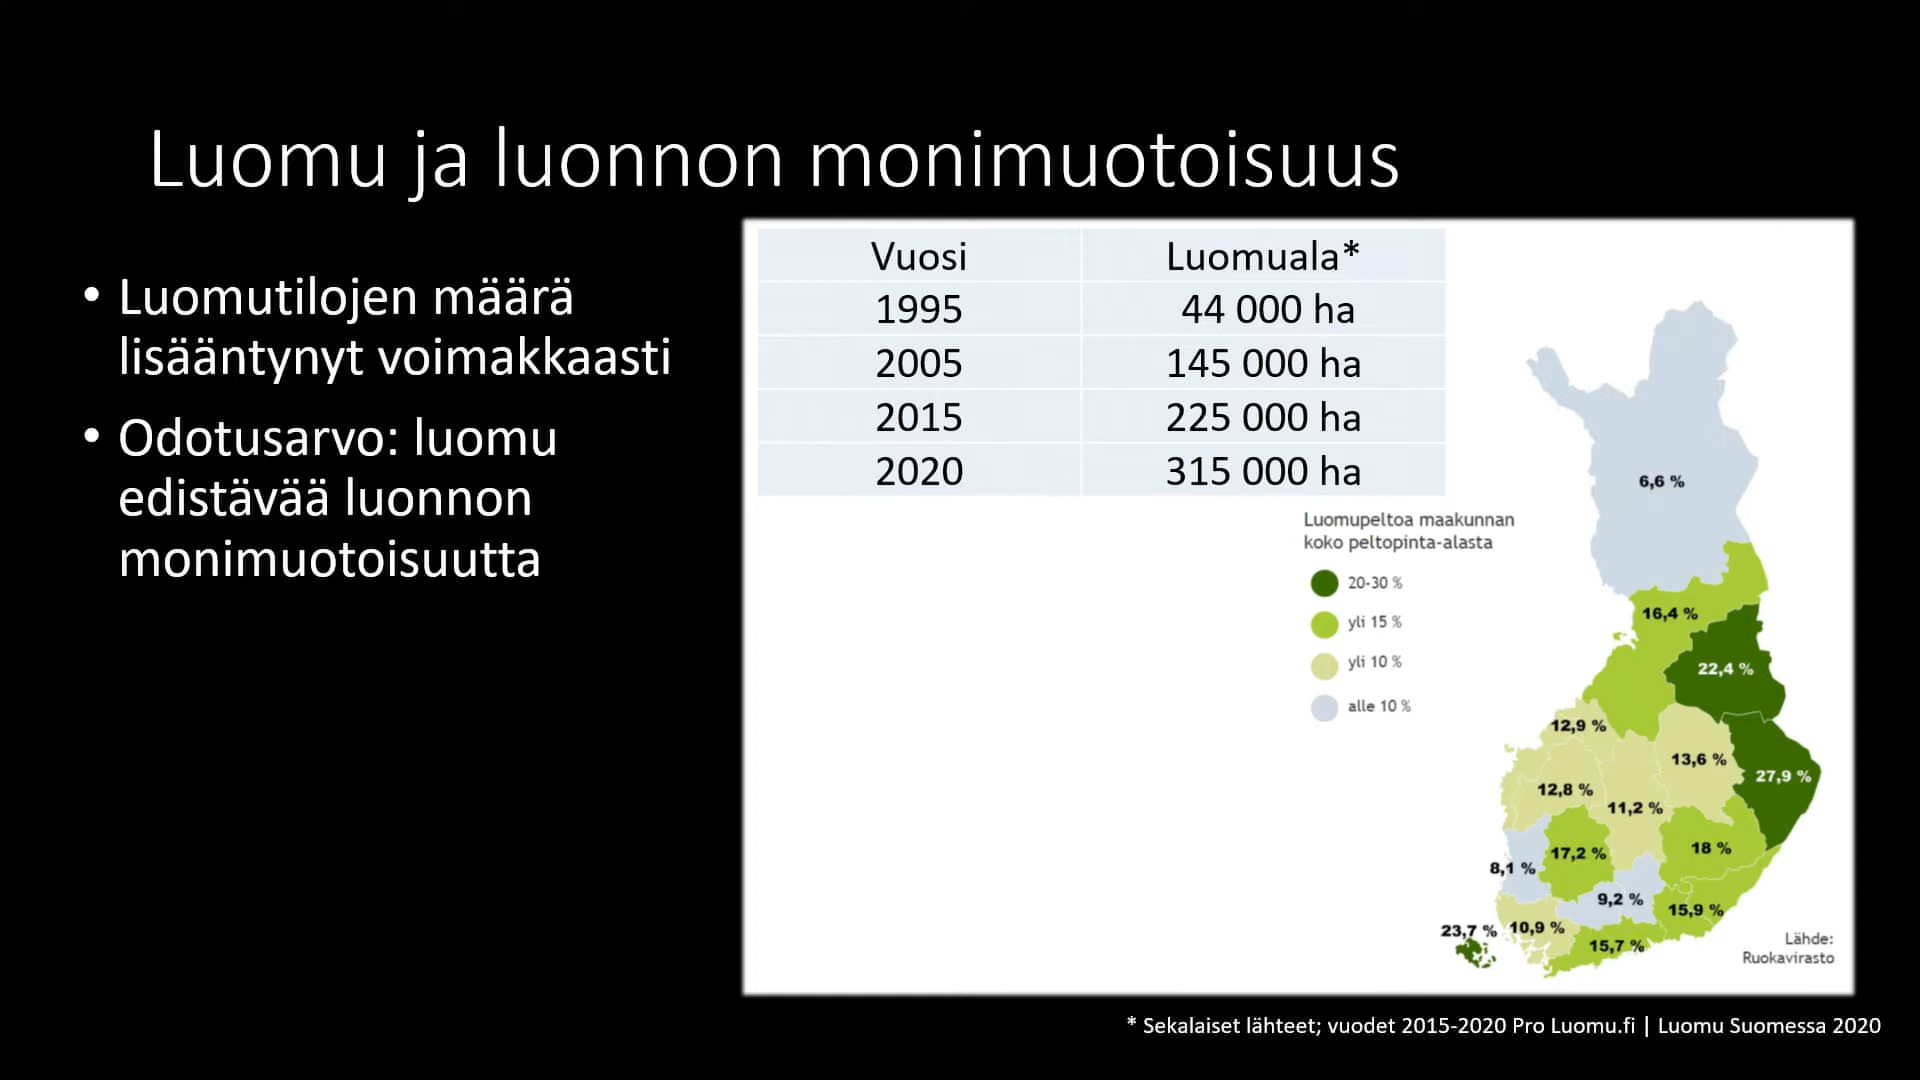 Luomu ja luonnon monimuotoisuus
• Luomutilojen määrä
lisääntynyt voimakkaasti
• Odotusarvo: luomu
edistävää luonnon
monimuotoisuutta
Vuosi Luomuala*
1995 44 000 ha
2005 145 000 ha
2015 225 000 ha
2020 315 000 ha
Luomupeltoa maakunnan
koko peltopinta-alasta
20-30 %
yli 15 %
yli 10 %
alle 10 %
6,6 %
16,4 %
22,4 %
12,9 %
13,6 %
27,9 %
12,8 %
11,2 %
18 %
17,2 %
8,1 %
9,2 %
15,9 %
23,7 %
10,9 %
15,7 %
Lähde:
Ruokavirasto
* Sekalaiset lähteet; vuodet 2015-2020 Pro Luomu.fi | Luomu Suomessa 2020